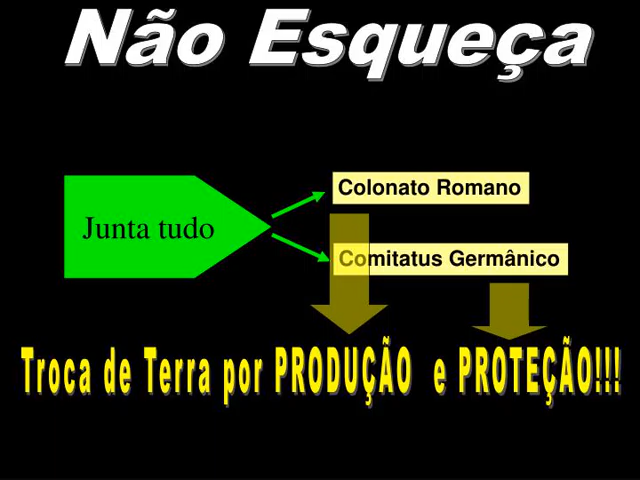 Não Esqueça
Colonato Romano
Junta tudo
Comitatus Germânico
Troca de Terra por PRODUÇÃO e PROTEÇÃO!!!